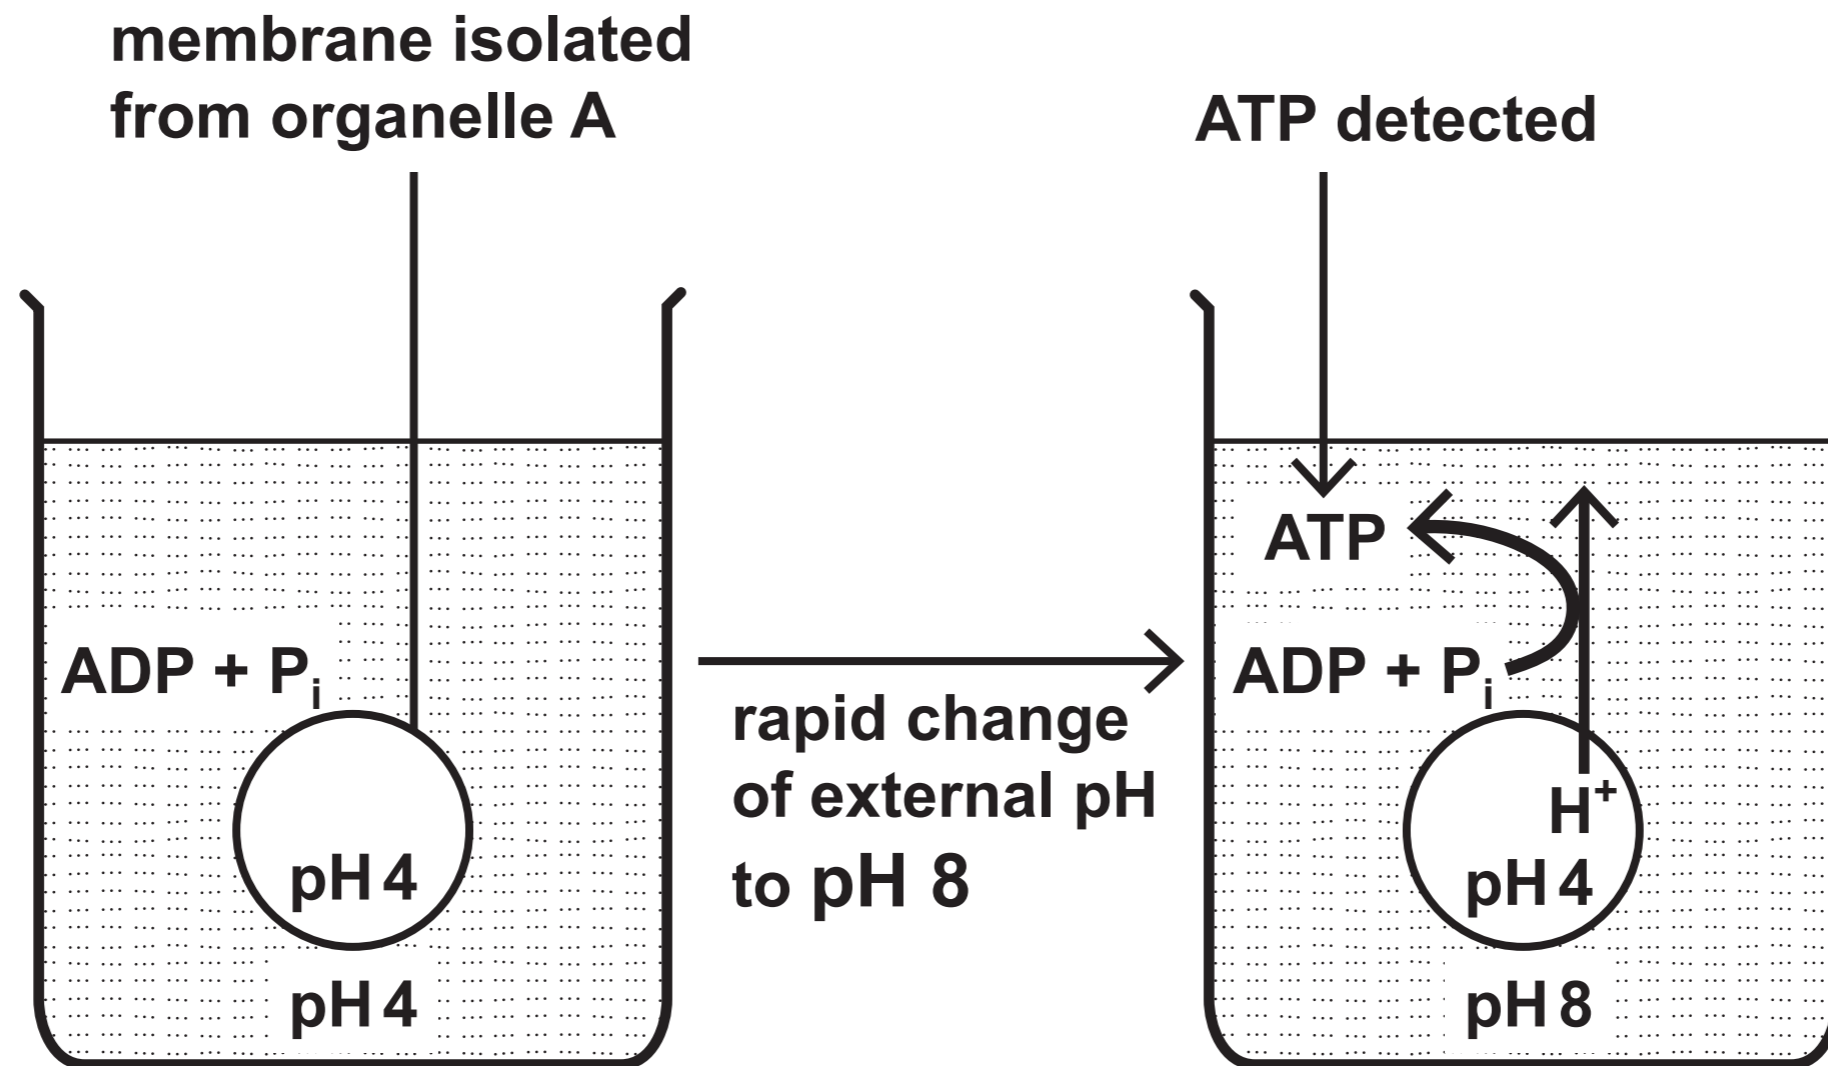 membrane isolated
from organelle A
ATP detected
ADP + Pi
pH 4
pH 4
rapid change
of external pH
to pH 8
ATP
ADP + Pi
H+
pH 4
pH 8